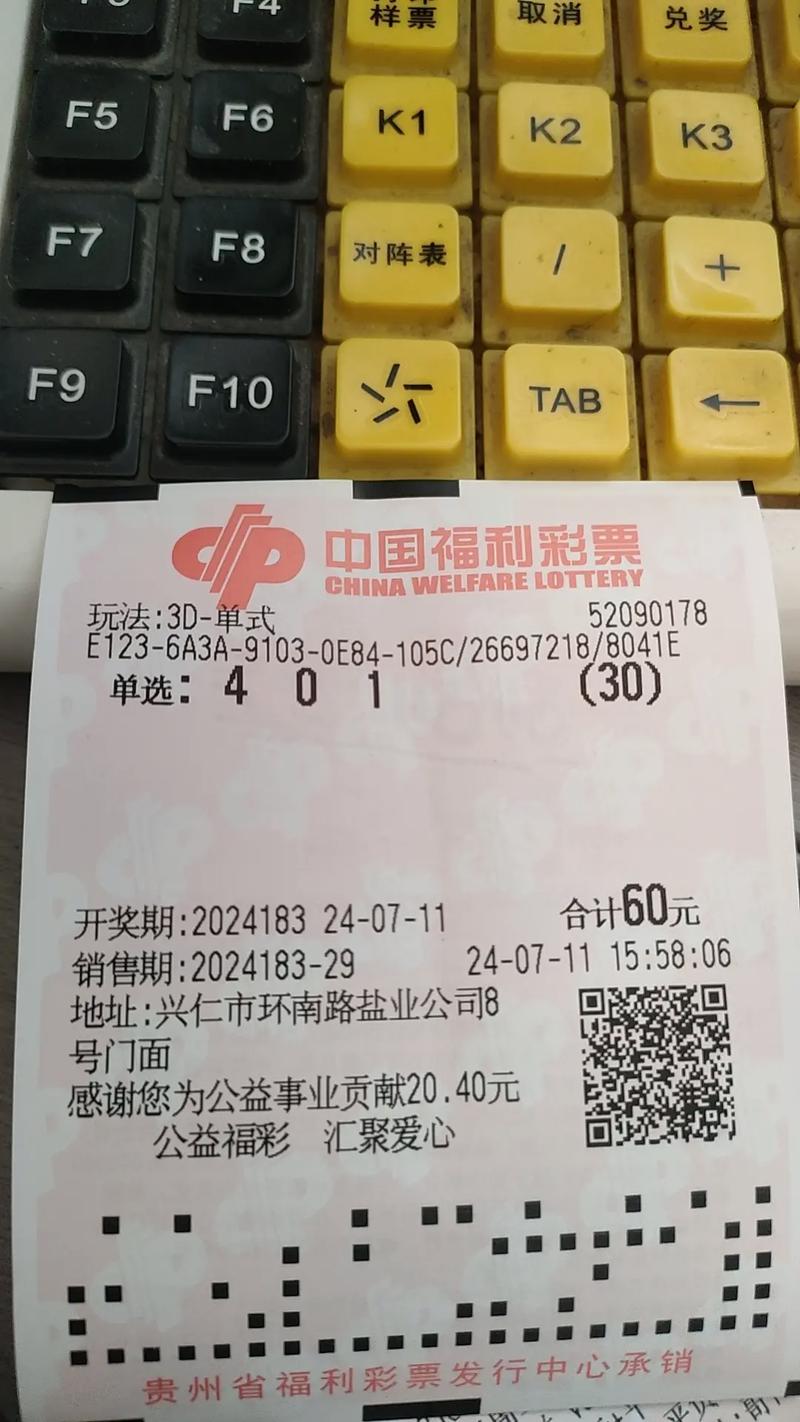 F4
样票
取消
兑奖
F5
F6
K1
K2
K3
F7
F8
对阵表
/
+
F9
F10
TAB
←
中国福利彩票
CHINA WELFARE LOTTERY
玩法:3D-单式 52090178
E123-6A3A-9103-0E84-105C/26697218/8041E
单选: 4 0 1 (30)
开奖期:2024183 24-07-11 合计60元
销售期:2024183-29 24-07-11 15:58:06
地址:兴仁市环南路盐业公司8
号门面
感谢您为公益事业贡献20.40元
公益福彩 汇聚爱心
贵州省福利彩票发行中心承销